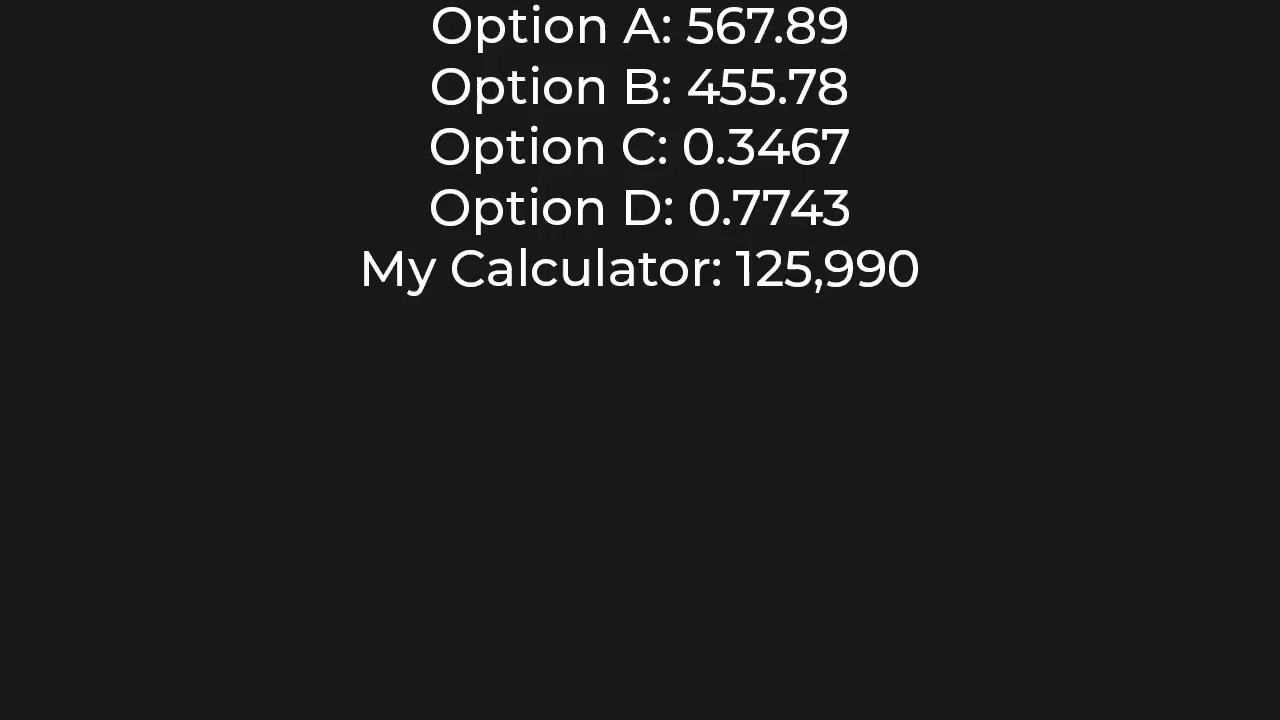 Option A: 567.89
Option B: 455.78
Option C: 0.3467
Option D: 0.7743
My Calculator: 125,990